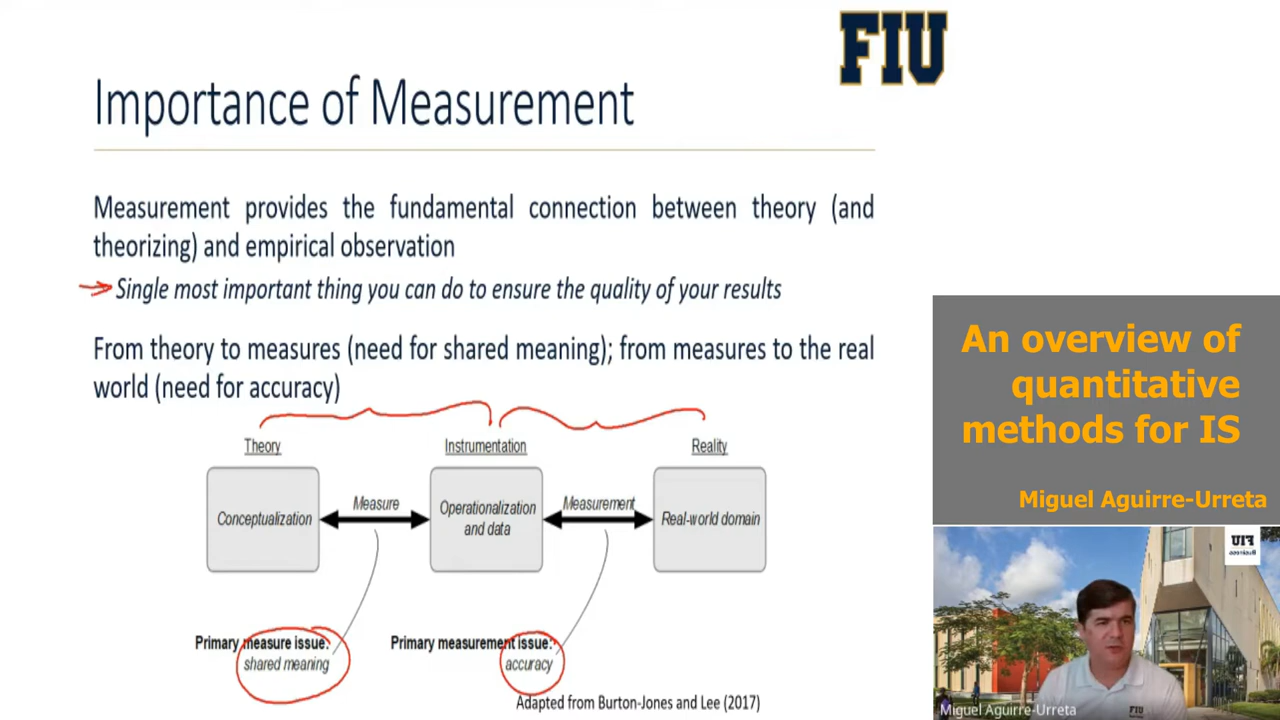 FIU
Importance of Measurement
Measurement provides the fundamental connection between theory (and
theorizing) and empirical observation
Single most important thing you can do to ensure the quality of your results
From theory to measures (need for shared meaning); from measures to the real
world (need for accuracy)
Theory
Instrumentation
Reality
Conceptualization
Measure
Operationalization
and data
Measurement
Real-world domain
Primary measure issue:
shared meaning
Primary measurement issue:
accuracy
Adapted from Burton-Jones and Lee (2017)
An overview of
quantitative
methods for IS
Miguel Aguirre-Urreta
FIU
Business
FIU
Miguel Aguirre-Urreta